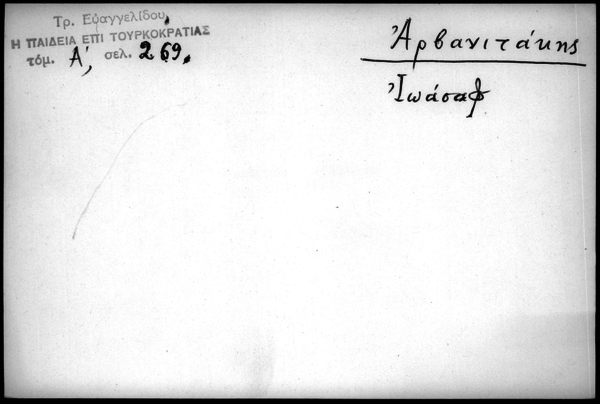 Τρ. Εὐαγγελίδου,
Η ΠΑΙΔΕΙΑ ΕΠΙ ΤΟΥΡΚΟΚΡΑΤΙΑΣ
τόμ. Α', σελ. 269.
Ἀρβανιτάκης
Ἰωάσαφ